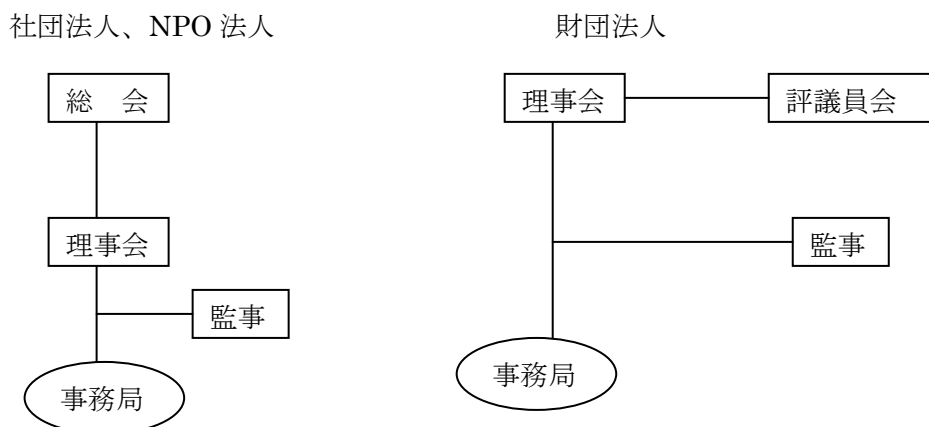 社団法人、NPO 法人
財団法人
総　会
理事会
監事
事務局
理事会
評議員会
監事
事務局